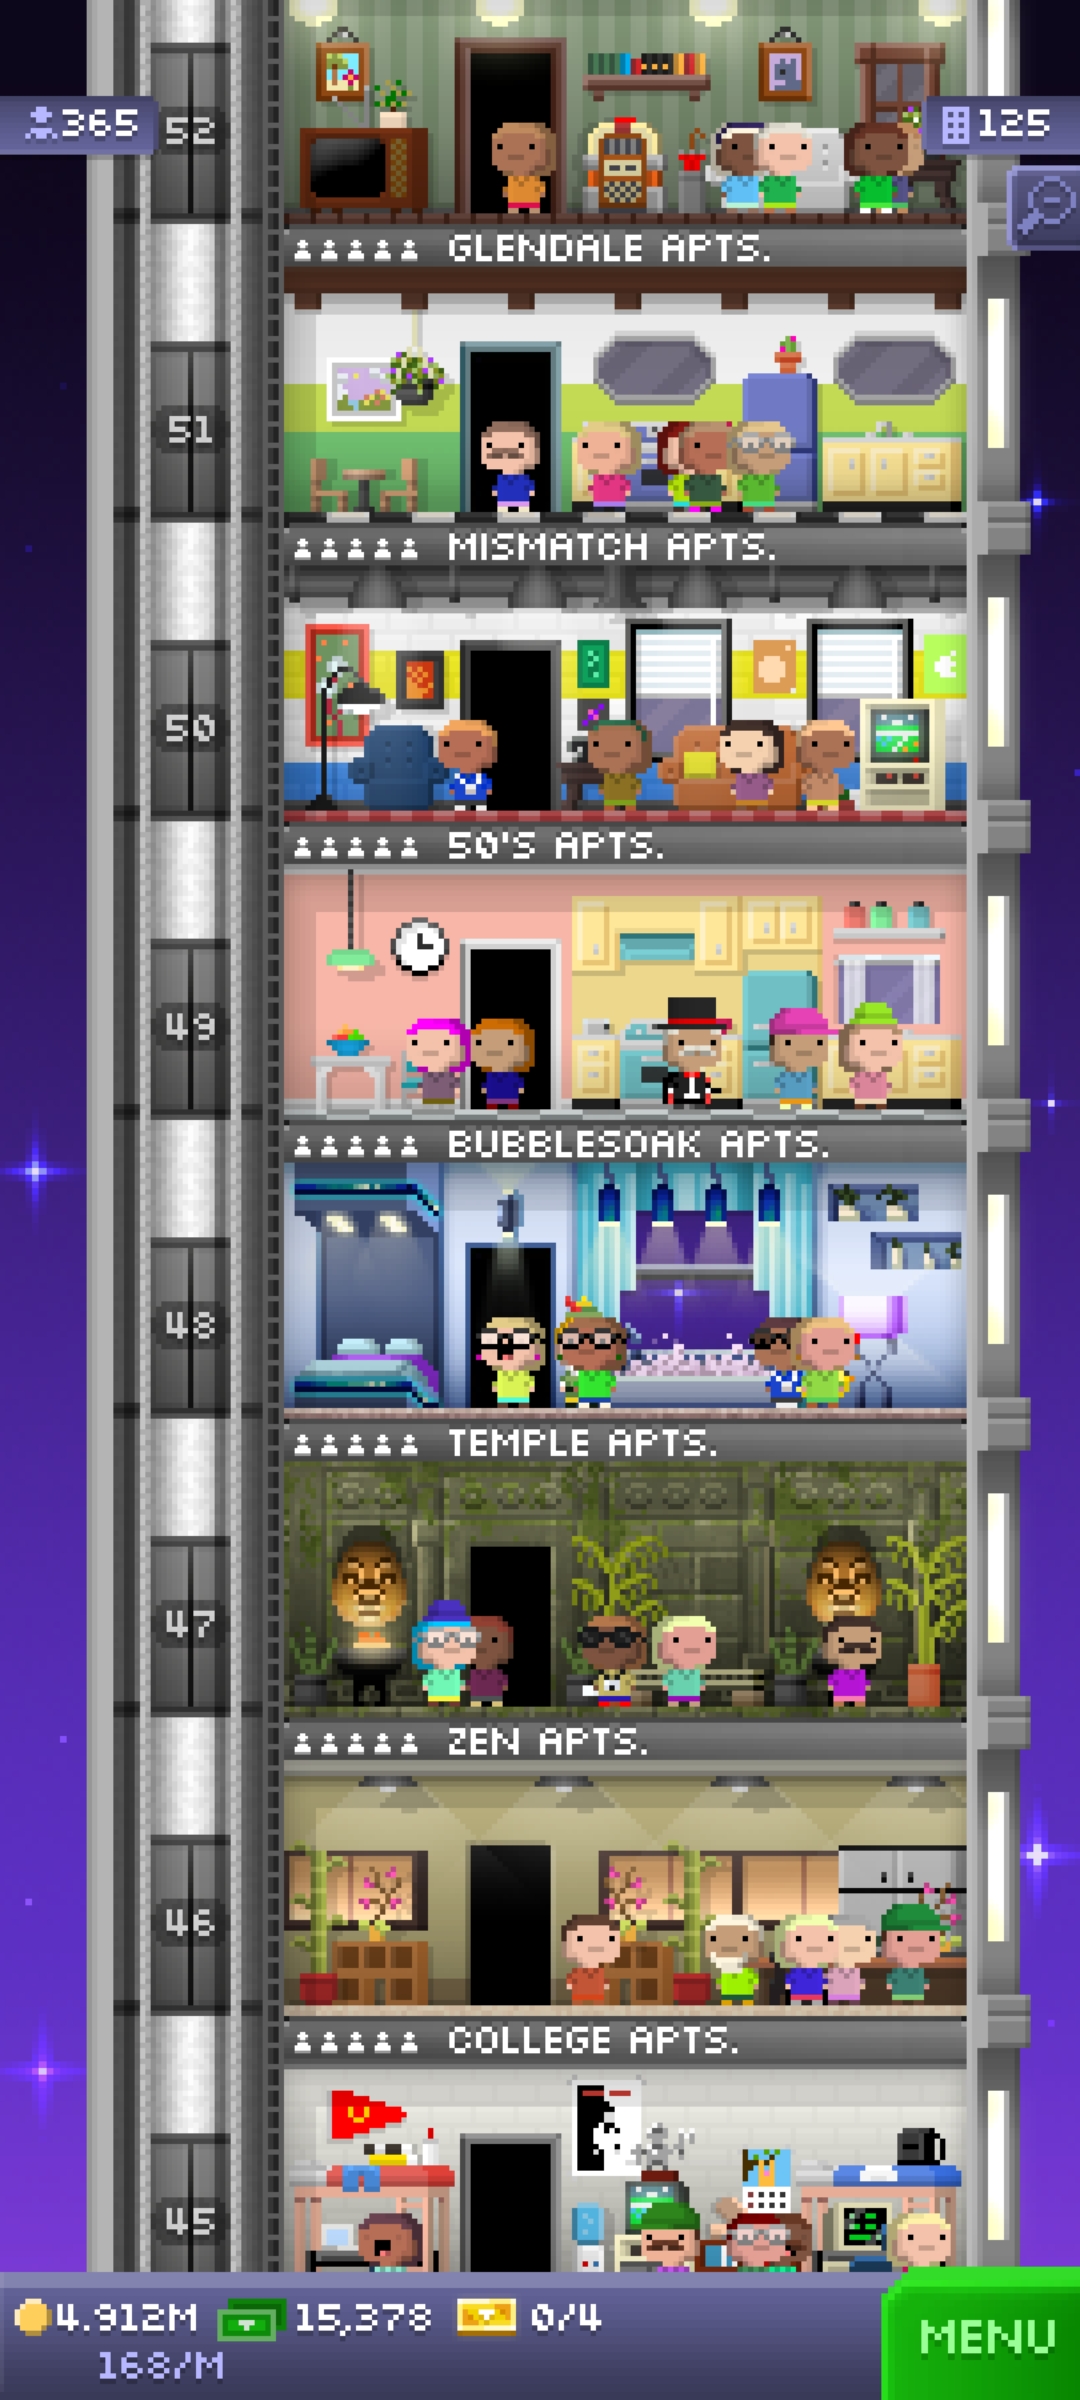 365
52
125
GLENDALE APTS.
51
MISMATCH APTS.
50
50'S APTS.
49
BUBBLESOAK APTS.
48
TEMPLE APTS.
47
ZEN APTS.
46
COLLEGE APTS.
45
4.912M 15,378 0/4
168/M
MENU